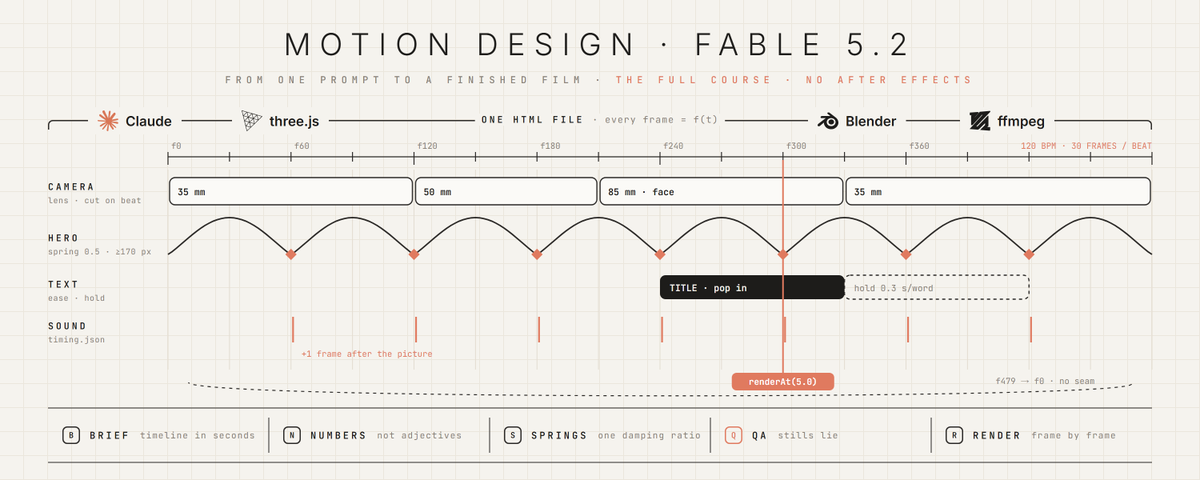 MOTION DESIGN · FABLE 5.2
FROM ONE PROMPT TO A FINISHED FILM · THE FULL COURSE · NO AFTER EFFECTS
Claude three.js ONE HTML FILE · every frame = f(t) Blender ffmpeg
f0 f60 f120 f180 f240 f300 f360 120 BPM · 30 FRAMES / BEAT
CAMERA
lens · cut on beat
35 mm 50 mm 85 mm · face 35 mm
HERO
spring 0.5 · ≥170 px
TEXT
ease · hold
TITLE · pop in hold 0.3 s/word
SOUND
timing.json
+1 frame after the picture
renderAt(5.0) f479 → f0 · no seam
B BRIEF timeline in seconds N NUMBERS not adjectives S SPRINGS one damping ratio Q QA stills lie R RENDER frame by frame